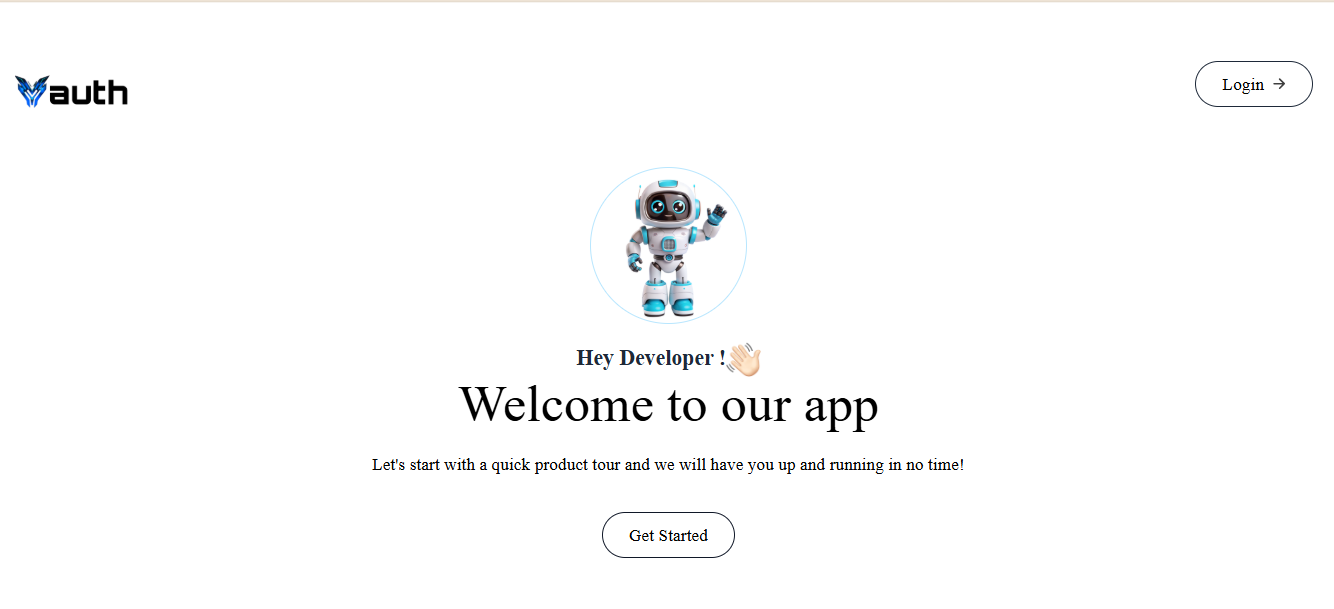 auth
Login
Hey Developer !
Welcome to our app
Let's start with a quick product tour and we will have you up and running in no time!
Get Started